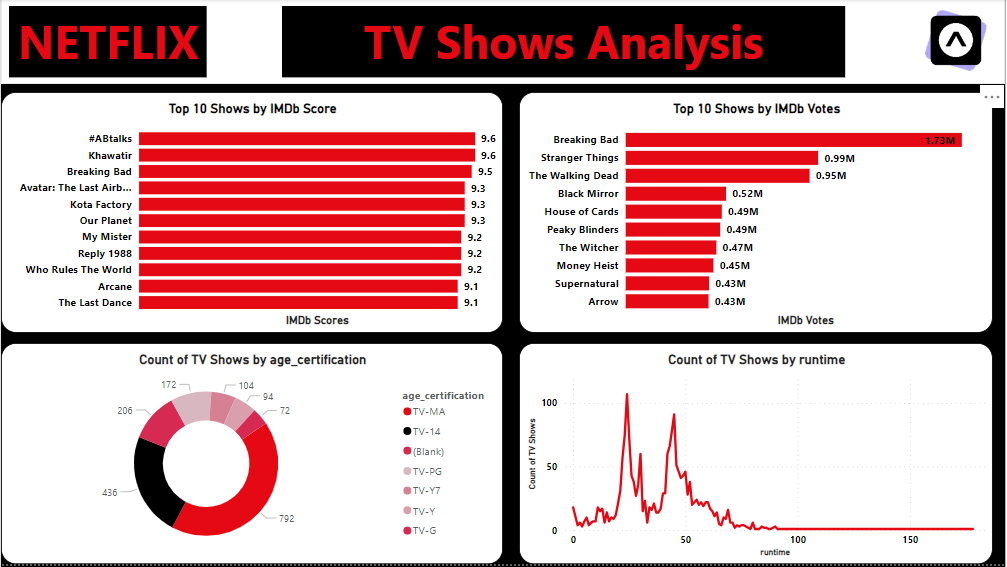 NETFLIX
TV Shows Analysis
Top 10 Shows by IMDb Score
#ABtalks 9.6
Khawatir 9.6
Breaking Bad 9.5
Avatar: The Last Airb... 9.3
Kota Factory 9.3
Our Planet 9.3
My Mister 9.2
Reply 1988 9.2
Who Rules The World 9.2
Arcane 9.1
The Last Dance 9.1
IMDb Scores
Top 10 Shows by IMDb Votes
Breaking Bad 1.73M
Stranger Things 0.99M
The Walking Dead 0.95M
Black Mirror 0.52M
House of Cards 0.49M
Peaky Blinders 0.49M
The Witcher 0.47M
Money Heist 0.45M
Supernatural 0.43M
Arrow 0.43M
IMDb Votes
Count of TV Shows by age_certification
172
104
94
206
72
436
792
age_certification
TV-MA
TV-14
(Blank)
TV-PG
TV-Y7
TV-Y
TV-G
Count of TV Shows by runtime
Count of TV Shows
100
50
0
0 50 100 150
runtime